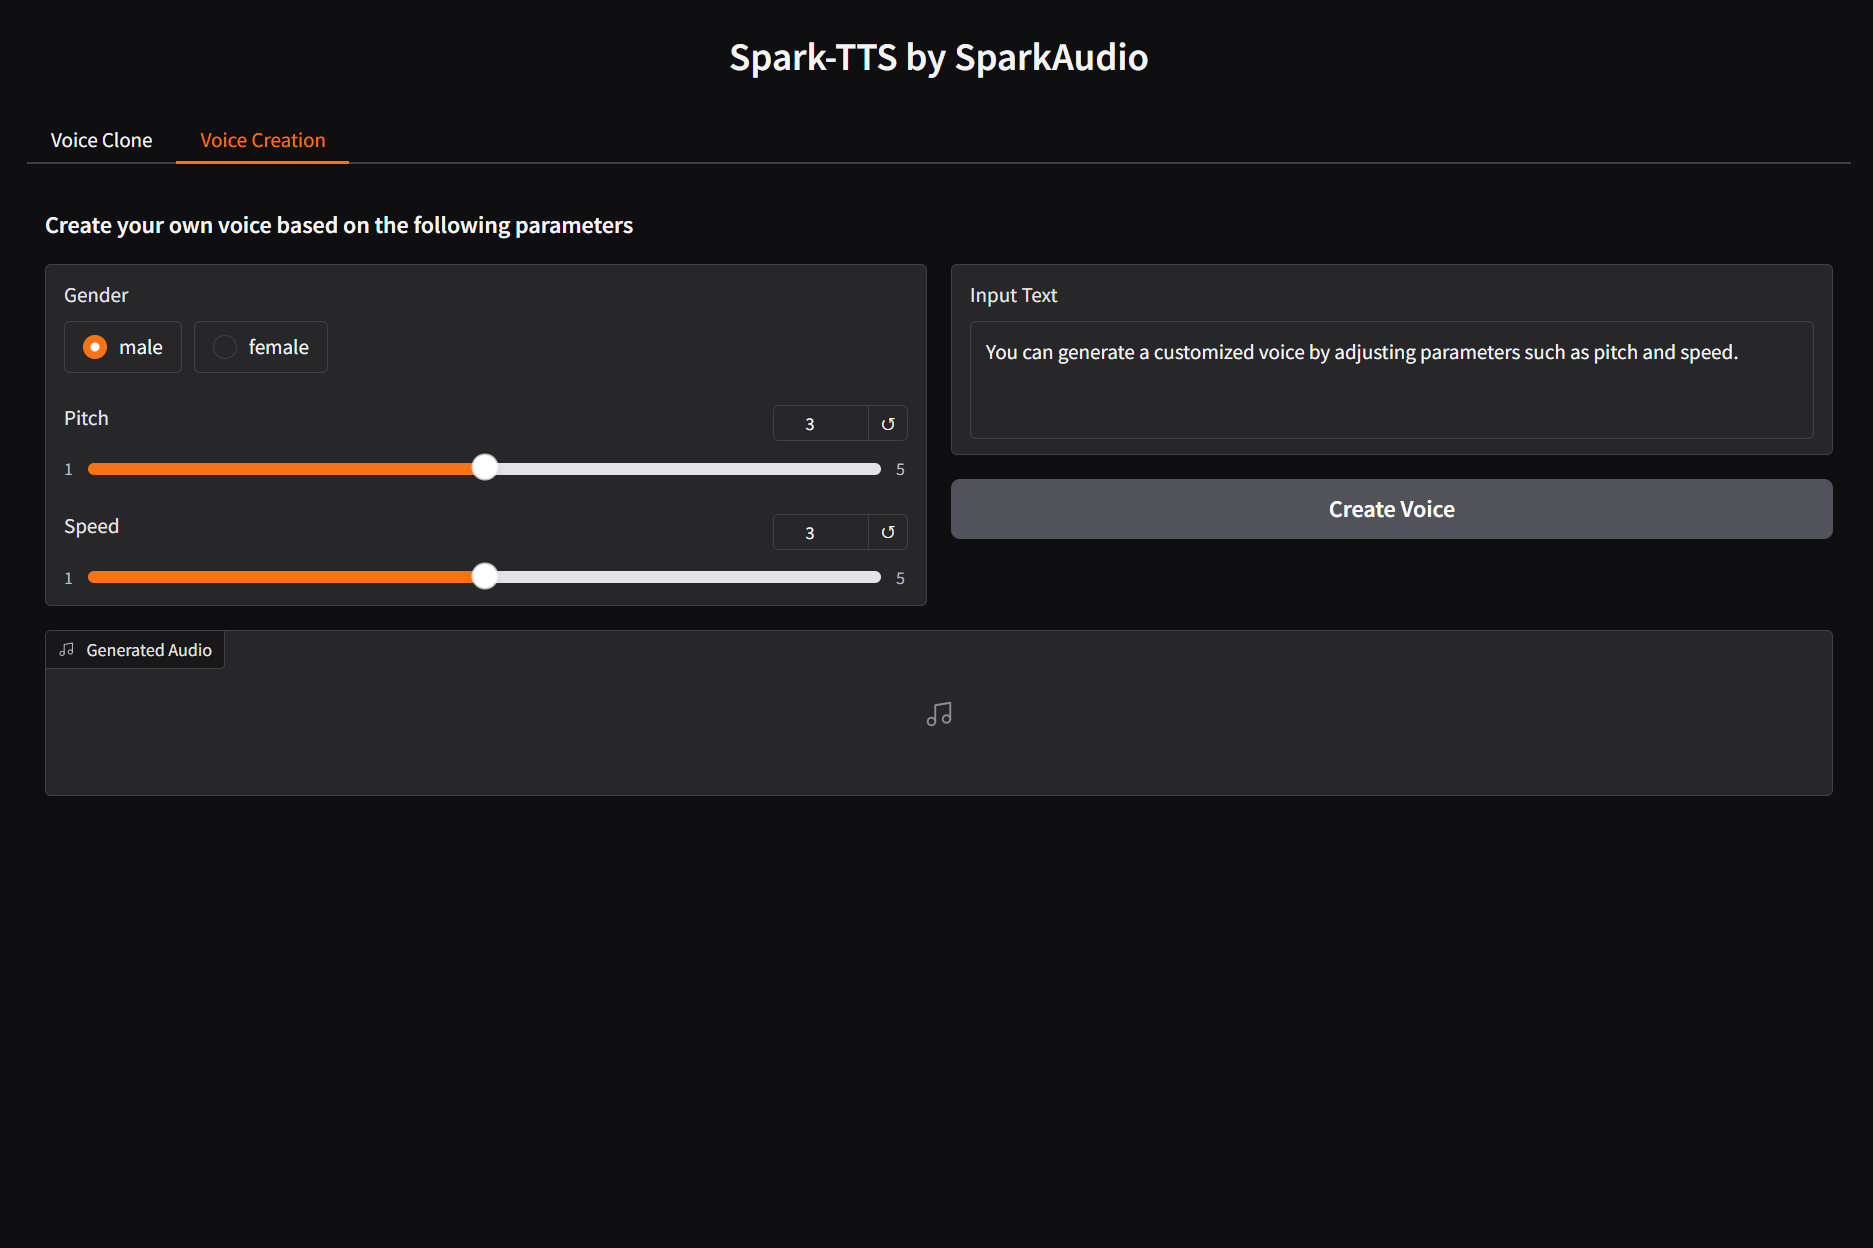 Spark-TTS by SparkAudio
Voice Clone
Voice Creation
Create your own voice based on the following parameters
Gender
male
female
Pitch
3
↺
1
5
Speed
3
↺
1
5
Input Text
You can generate a customized voice by adjusting parameters such as pitch and speed.
Create Voice
Generated Audio